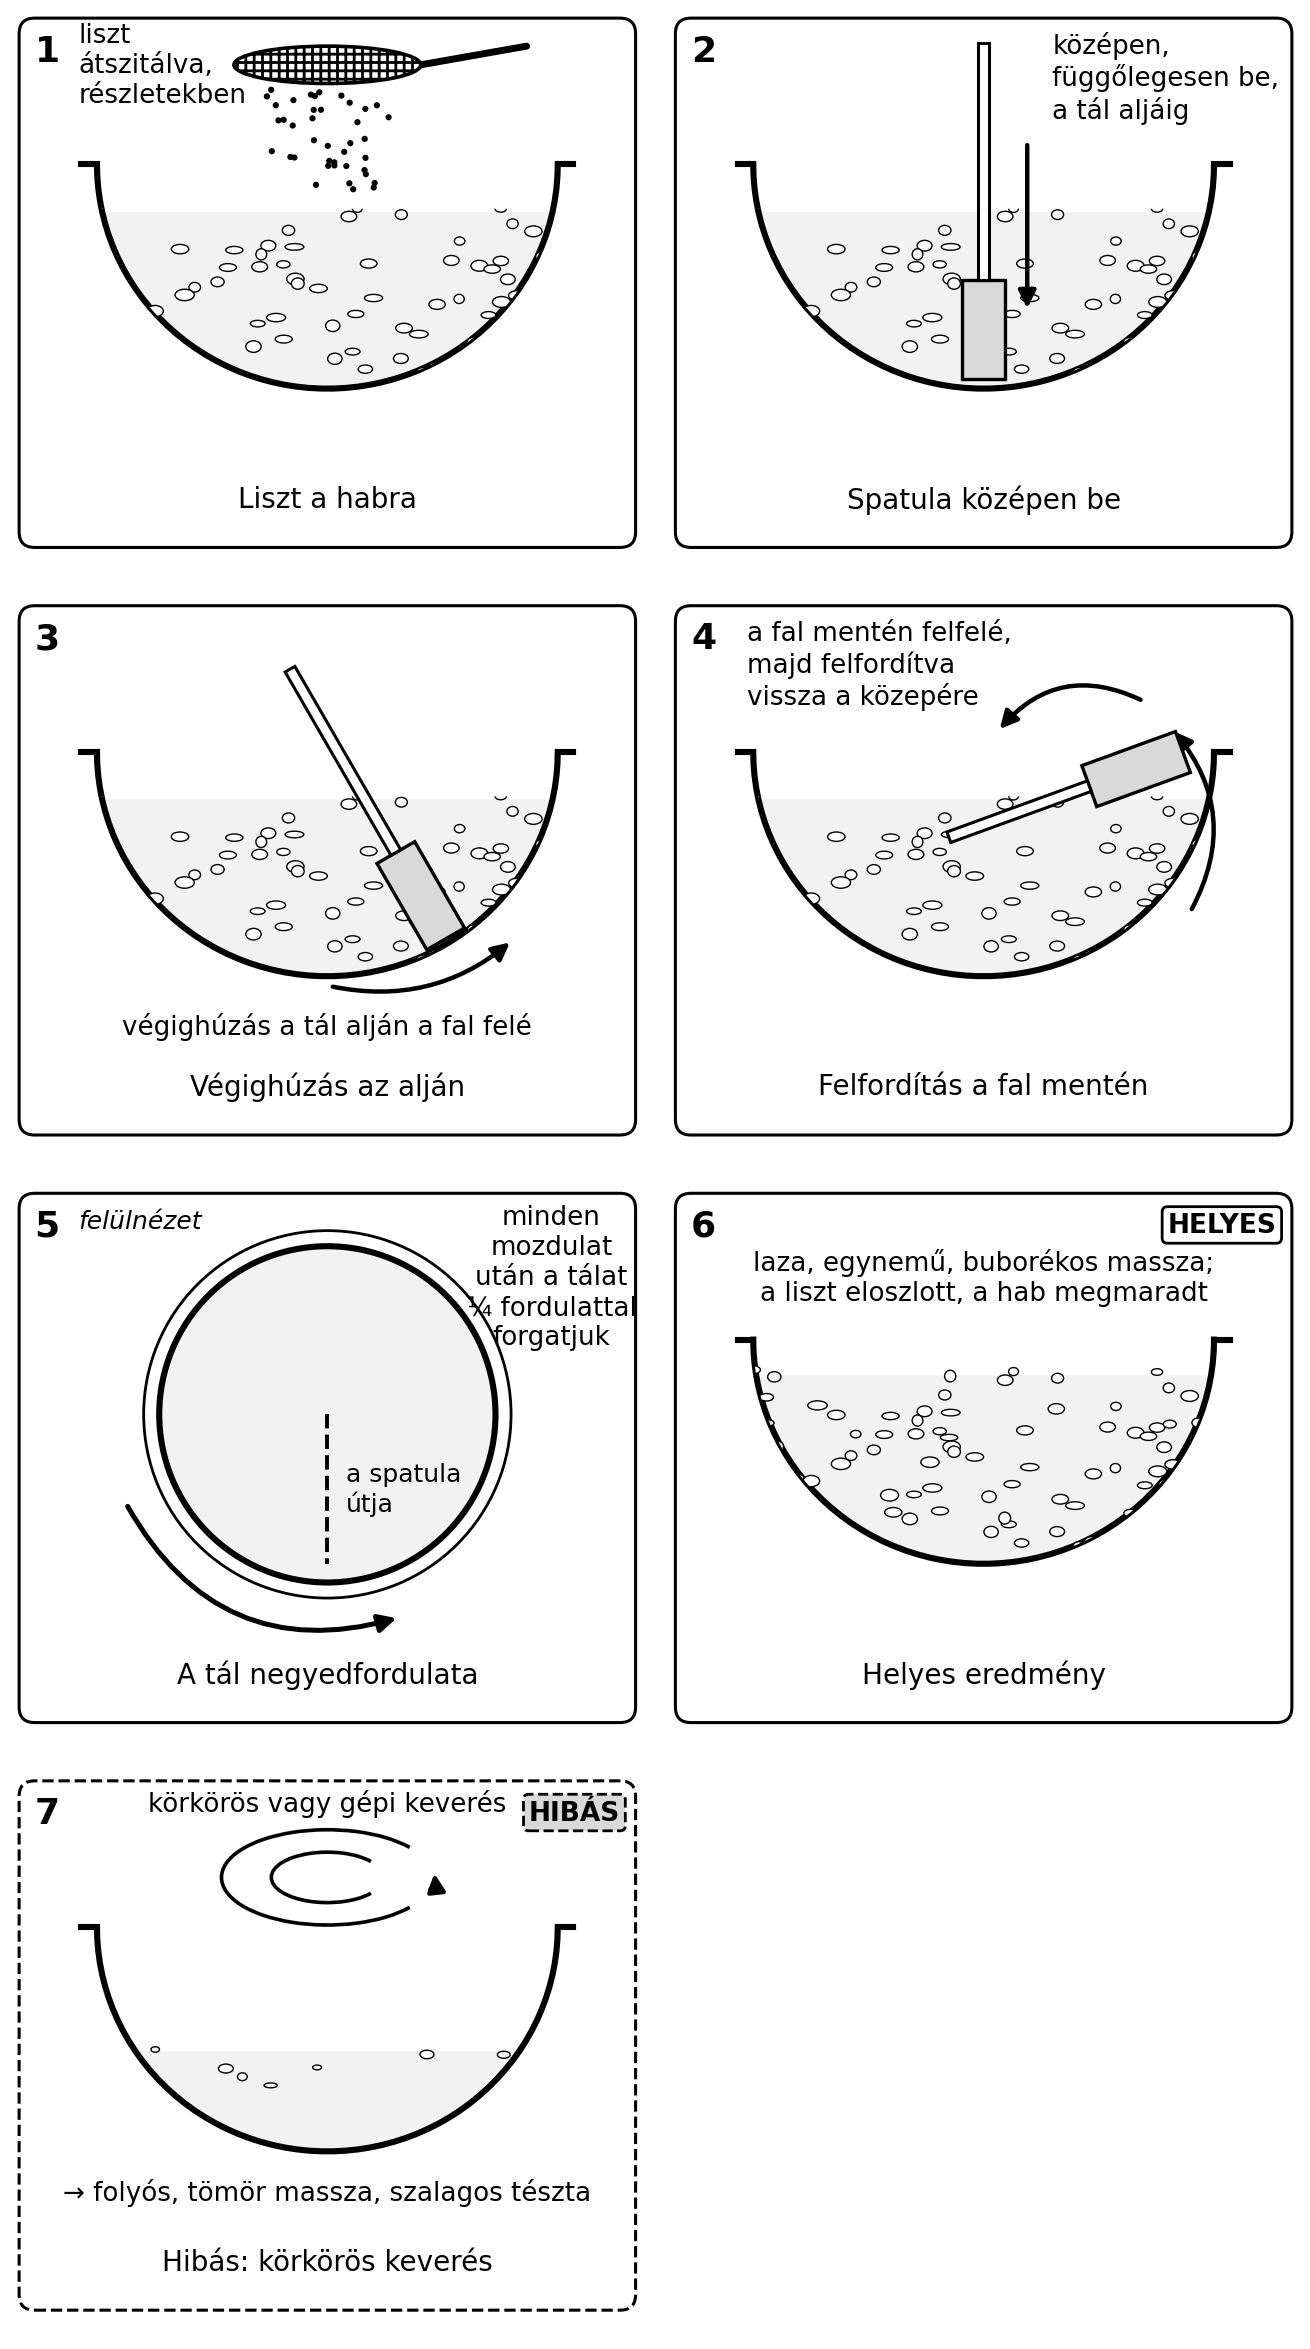 1
liszt
átszitálva,
részletekben
Liszt a habra
2
középen,
függőlegesen be,
a tál aljáig
Spatula középen be
3
végighúzás a tál alján a fal felé
Végighúzás az alján
4
a fal mentén felfelé,
majd felfordítva
vissza a közepére
Felfordítás a fal mentén
5
felülnézet
minden
mozdulat
után a tálat
¼ fordulattal
forgatjuk
a spatula
útja
A tál negyedfordulata
6
HELYES
laza, egynemű, buborékos massza;
a liszt eloszlott, a hab megmaradt
Helyes eredmény
7
körkörös vagy gépi keverés
HIBÁS
→ folyós, tömör massza, szalagos tészta
Hibás: körkörös keverés